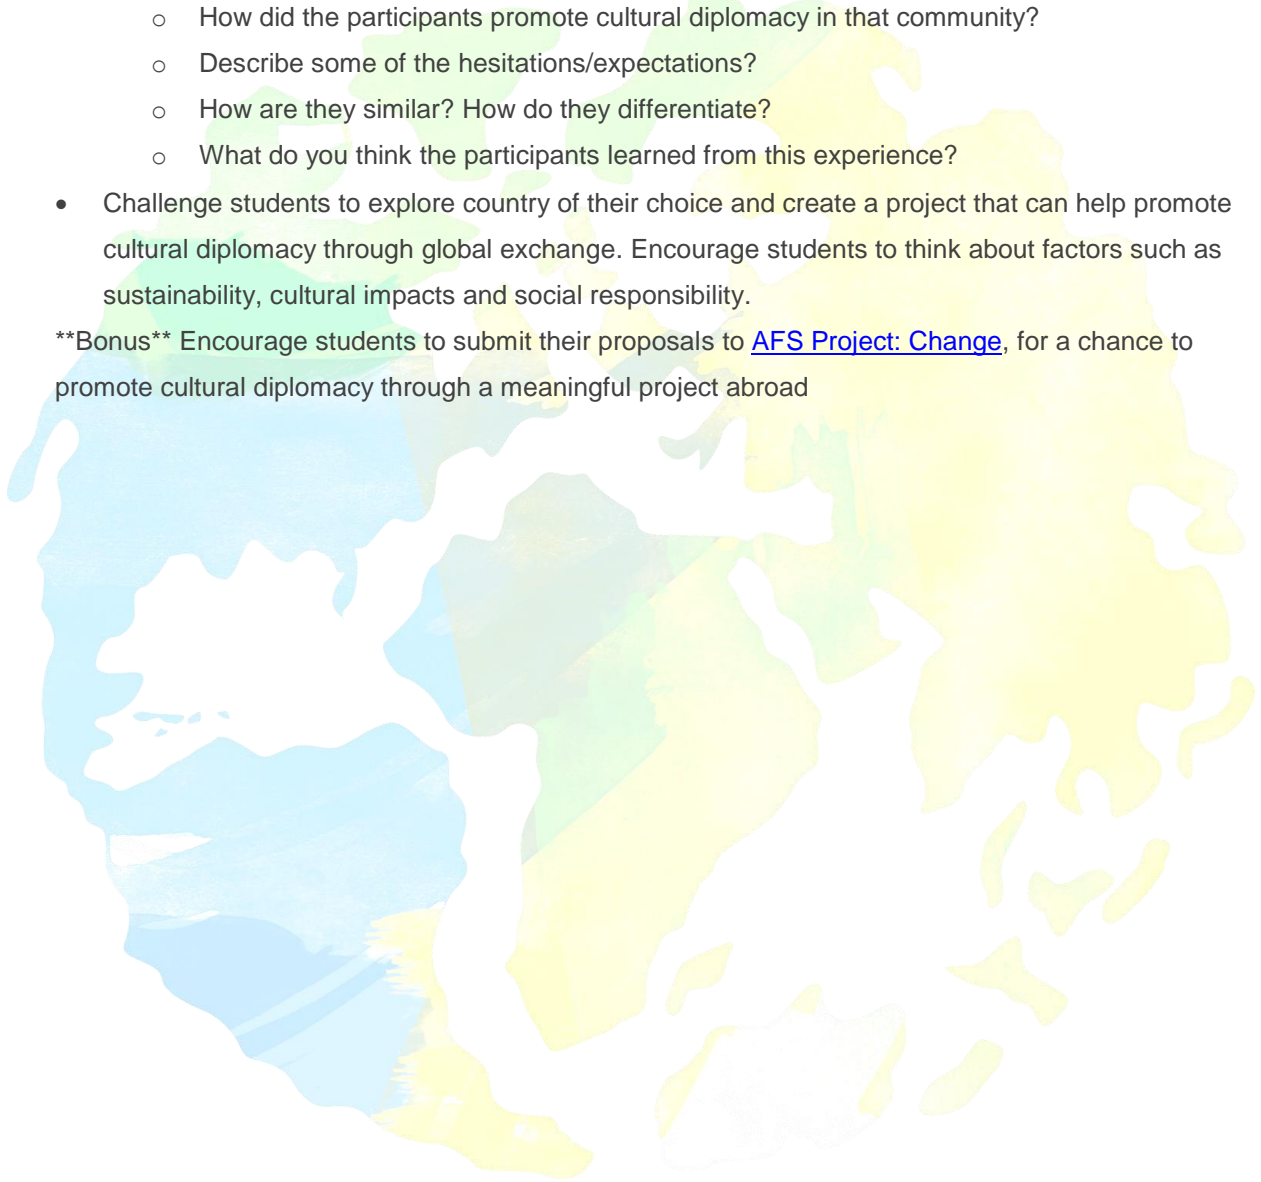 o How did the participants promote cultural diplomacy in that community?
o Describe some of the hesitations/expectations?
o How are they similar? How do they differentiate?
o What do you think the participants learned from this experience?
• Challenge students to explore country of their choice and create a project that can help promote
cultural diplomacy through global exchange. Encourage students to think about factors such as
sustainability, cultural impacts and social responsibility.
**Bonus** Encourage students to submit their proposals to AFS Project: Change, for a chance to
promote cultural diplomacy through a meaningful project abroad